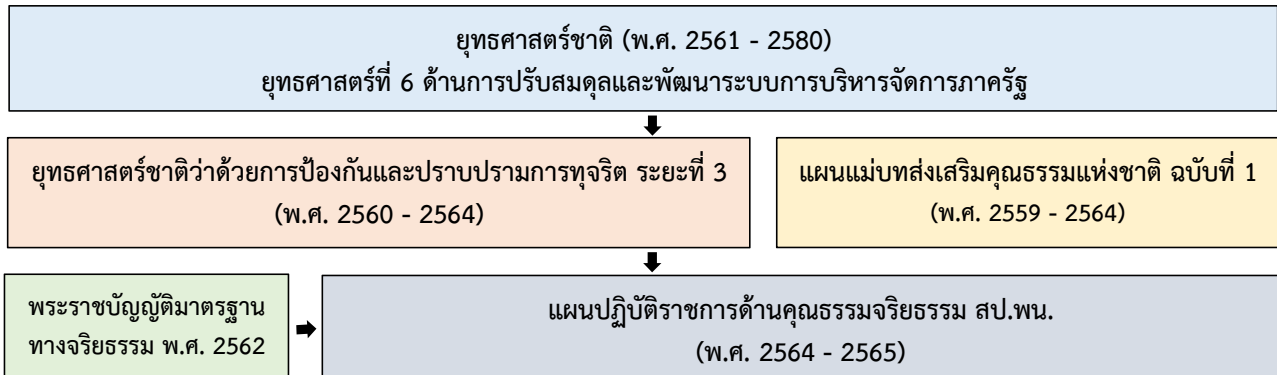 ยุทธศาสตร์ชาติ (พ.ศ. 2561 - 2580)
ยุทธศาสตร์ที่ 6 ด้านการปรับสมดุลและพัฒนาระบบการบริหารจัดการภาครัฐ
ยุทธศาสตร์ชาติว่าด้วยการป้องกันและปราบปรามการทุจริต ระยะที่ 3
(พ.ศ. 2560 - 2564)
แผนแม่บทส่งเสริมคุณธรรมแห่งชาติ ฉบับที่ 1
(พ.ศ. 2559 - 2564)
พระราชบัญญัติมาตรฐาน
ทางจริยธรรม พ.ศ. 2562
แผนปฏิบัติราชการด้านคุณธรรมจริยธรรม สป.พน.
(พ.ศ. 2564 - 2565)